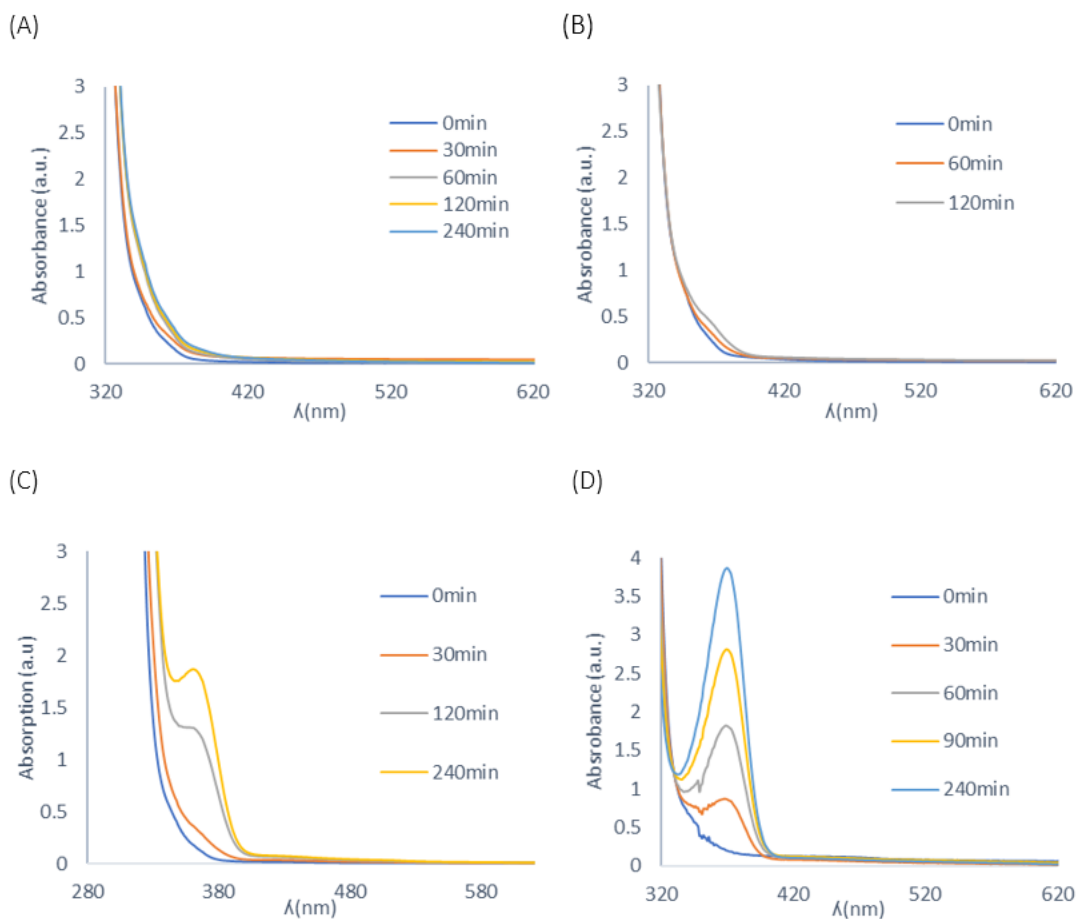 (A)
3
2.5
2
1.5
1
0.5
0
Absorbance (a.u.)
320 420 520 620
ʎ(nm)
0min
30min
60min
120min
240min
(B)
3
2.5
2
1.5
1
0.5
0
Absrobance (a.u.)
320 420 520 620
ʎ(nm)
0min
60min
120min
(C)
3
2.5
2
1.5
1
0.5
0
Absorption (a.u)
280 380 480 580
ʎ(nm)
0min
30min
120min
240min
(D)
4
3.5
3
2.5
2
1.5
1
0.5
0
Absrobance (a.u.)
320 420 520 620
ʎ(nm)
0min
30min
60min
90min
240min